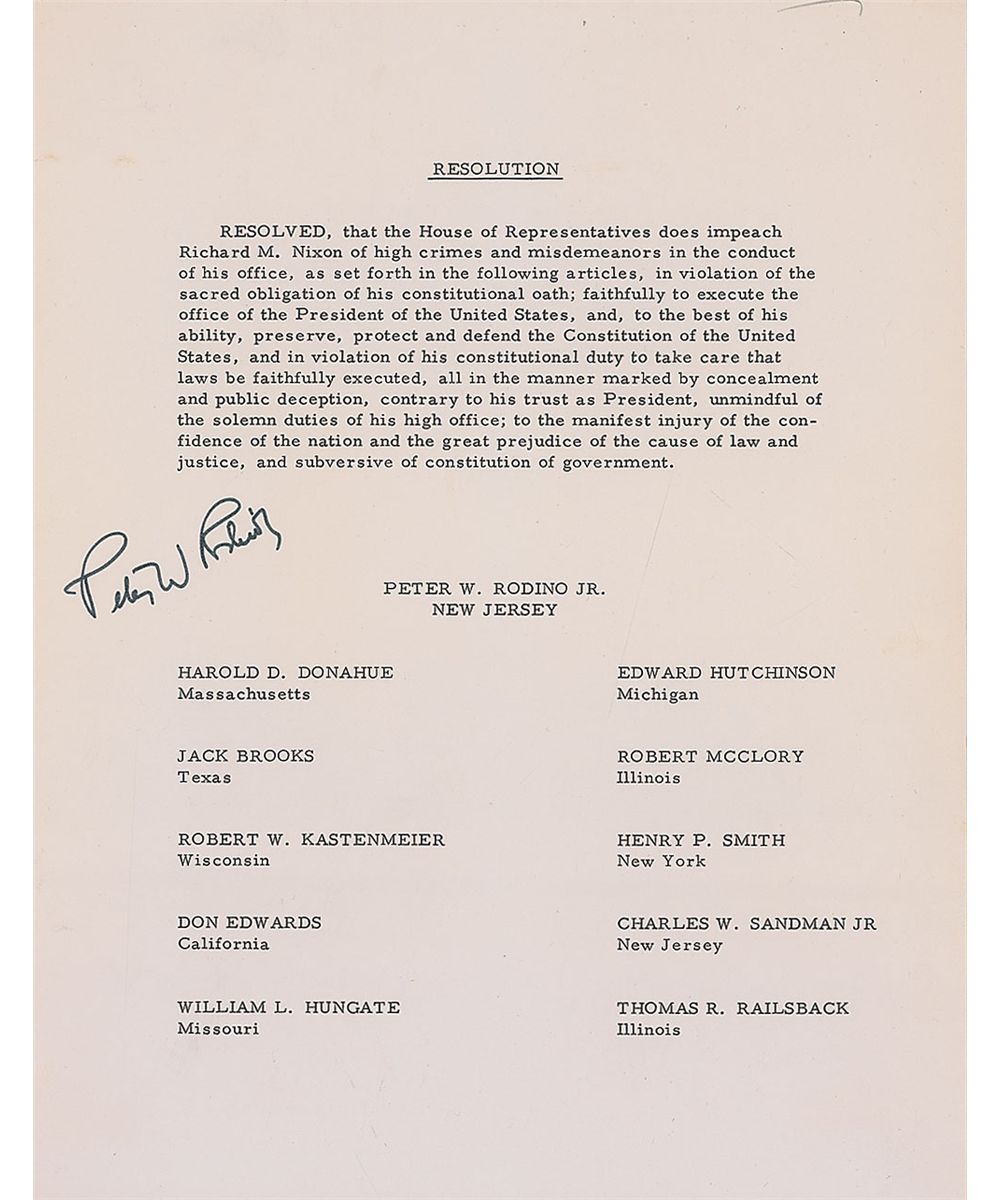 RESOLUTION
RESOLVED, that the House of Representatives does impeach
Richard M. Nixon of high crimes and misdemeanors in the conduct
of his office, as set forth in the following articles, in violation of the
sacred obligation of his constitutional oath; faithfully to execute the
office of the President of the United States, and, to the best of his
ability, preserve, protect and defend the Constitution of the United
States, and in violation of his constitutional duty to take care that
laws be faithfully executed, all in the manner marked by concealment
and public deception, contrary to his trust as President, unmindful of
the solemn duties of his high office; to the manifest injury of the con-
fidence of the nation and the great prejudice of the cause of law and
justice, and subversive of constitution of government.
Peter W Rodino
PETER W. RODINO JR.
NEW JERSEY
HAROLD D. DONAHUE
Massachusetts
EDWARD HUTCHINSON
Michigan
JACK BROOKS
Texas
ROBERT MCCLORY
Illinois
ROBERT W. KASTENMEIER
Wisconsin
HENRY P. SMITH
New York
DON EDWARDS
California
CHARLES W. SANDMAN JR
New Jersey
WILLIAM L. HUNGATE
Missouri
THOMAS R. RAILSBACK
Illinois